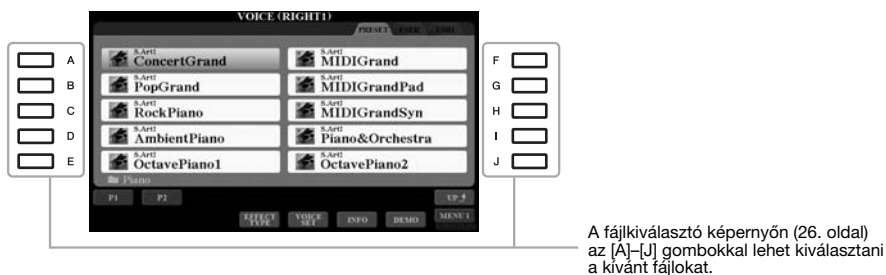 VOICE (RIGHT1)
PRESET USER
A
S.Art!
ConcertGrand
S.Art!
MIDIGrand
F
B
S.Art!
PopGrand
S.Art!
MIDIGrandPad
G
C
S.Art!
RockPiano
S.Art!
MIDIGrandSyn
H
D
S.Art!
AmbientPiano
S.Art!
Piano&Orchestra
I
E
S.Art!
OctavePiano1
S.Art!
OctavePiano2
J
Piano
P1 P2 UP
EFFECT TYPE VOICE SET INFO DEMO MENU 1
A fájlkiválasztó képernyőn (26. oldal)
az [A]–[J] gombokkal lehet kiválasztani
a kívánt fájlokat.